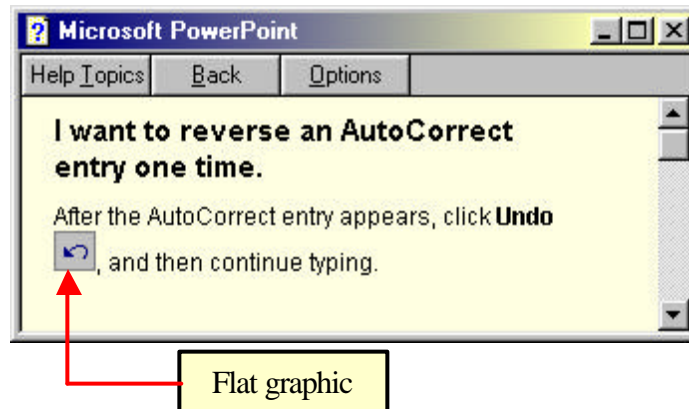 Microsoft PowerPoint
Help Topics Back Options
I want to reverse an AutoCorrect
entry one time.
After the AutoCorrect entry appears, click Undo
, and then continue typing.
Flat graphic